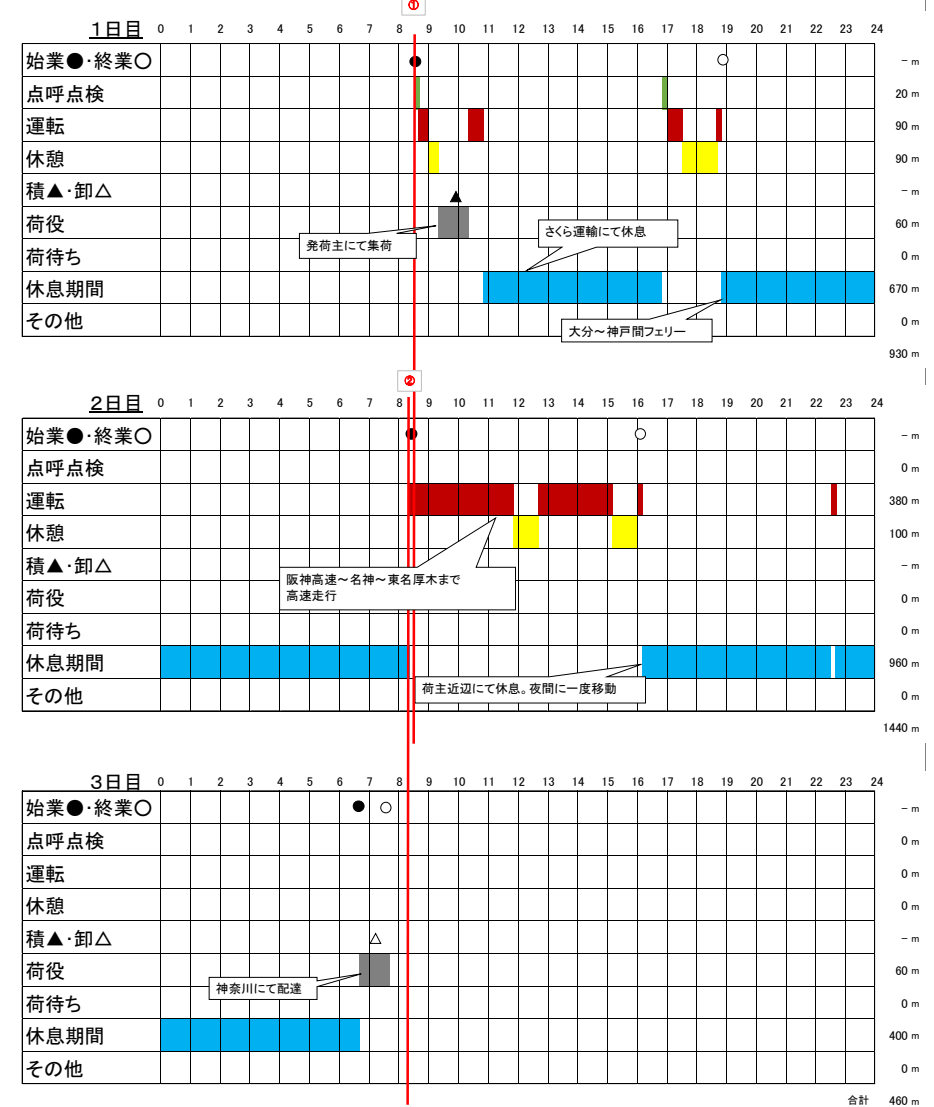 ①
1日目 0 1 2 3 4 5 6 7 8 9 10 11 12 13 14 15 16 17 18 19 20 21 22 23 24
始業●・終業〇 － m
点呼点検 20 m
運転 90 m
休憩 90 m
積▲・卸△ － m
荷役 60 m
さくら運輸にて休息
発荷主にて集荷
荷待ち 0 m
休息期間 670 m
その他 0 m
大分～神戸間フェリー
930 m
②
2日目 0 1 2 3 4 5 6 7 8 9 10 11 12 13 14 15 16 17 18 19 20 21 22 23 24
始業●・終業〇 － m
点呼点検 0 m
運転 380 m
休憩 100 m
積▲・卸△ － m
阪神高速～名神～東名厚木まで
高速走行
荷役 0 m
荷待ち 0 m
休息期間 960 m
荷主近辺にて休息。夜間に一度移動
その他 0 m
1440 m
3日目 0 1 2 3 4 5 6 7 8 9 10 11 12 13 14 15 16 17 18 19 20 21 22 23 24
始業●・終業〇 － m
点呼点検 0 m
運転 0 m
休憩 0 m
積▲・卸△ － m
荷役 60 m
神奈川にて配達
荷待ち 0 m
休息期間 400 m
その他 0 m
合計 460 m